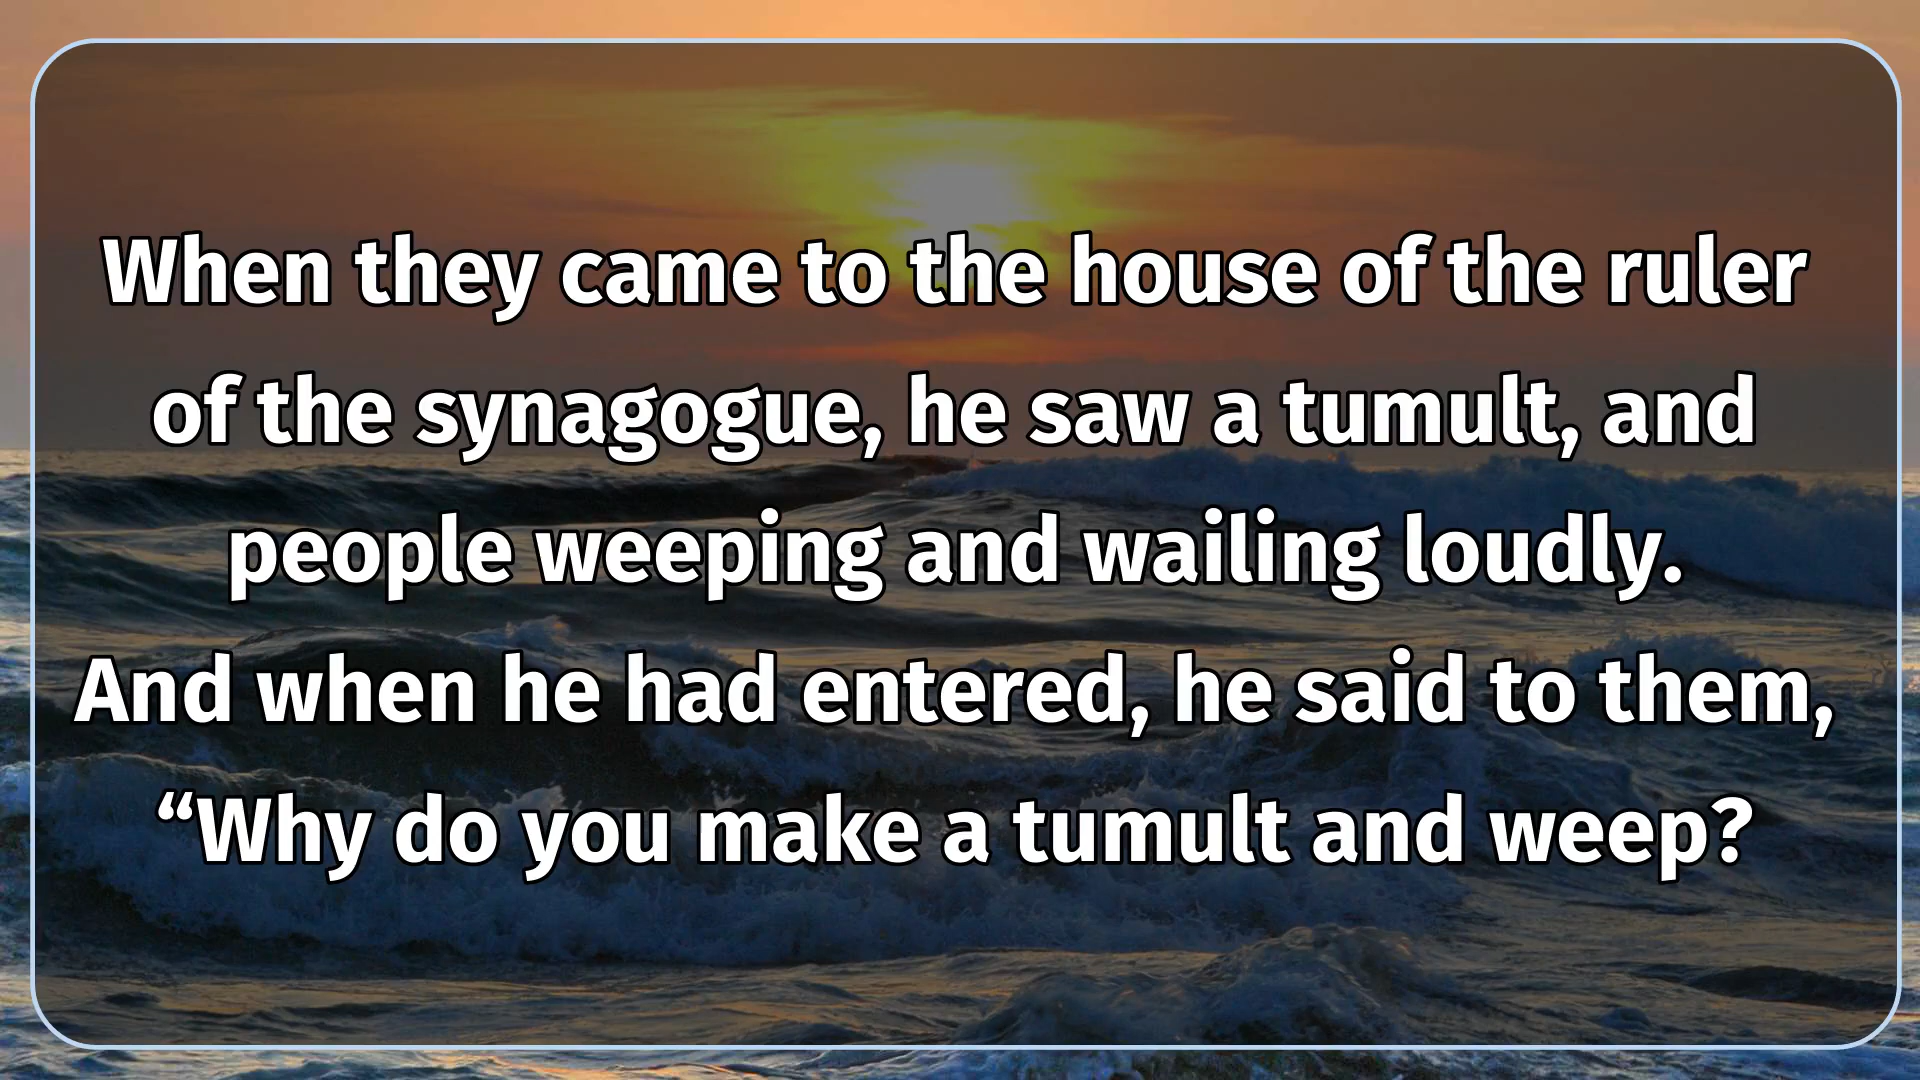 When they came to the house of the ruler
of the synagogue, he saw a tumult, and
people weeping and wailing loudly.
And when he had entered, he said to them,
“Why do you make a tumult and weep?